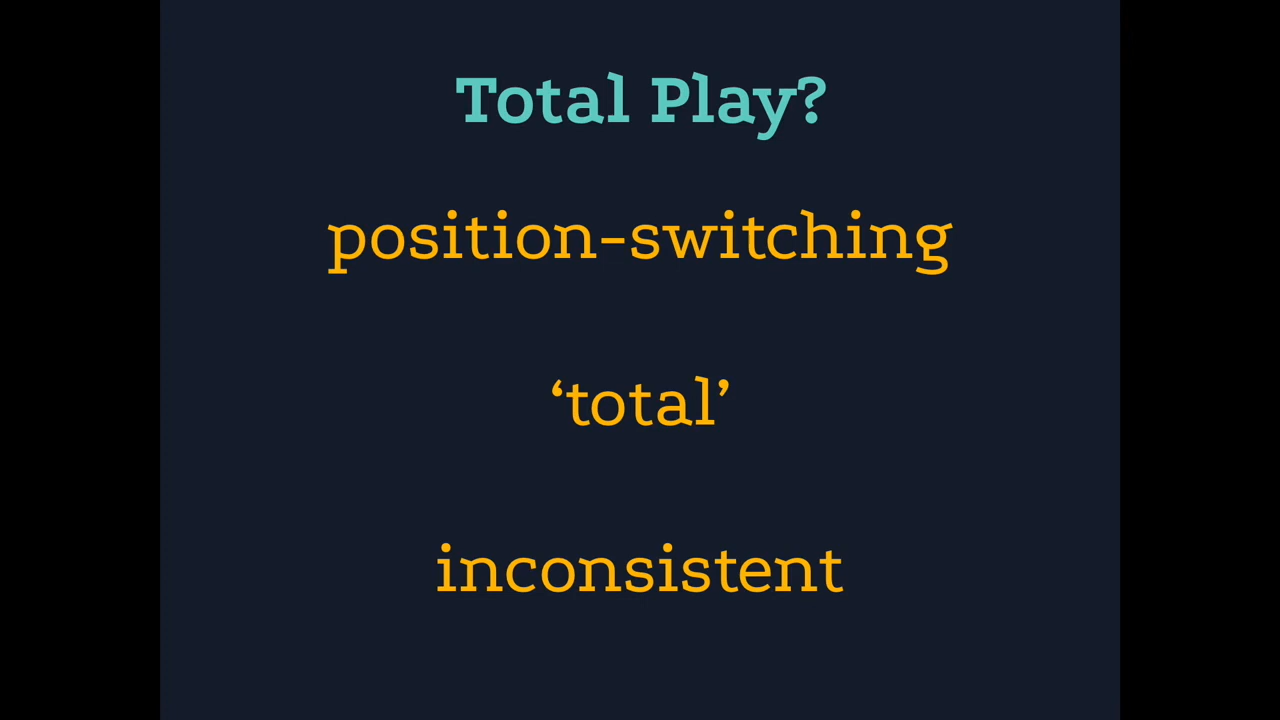 Total Play?
position-switching
‘total’
inconsistent